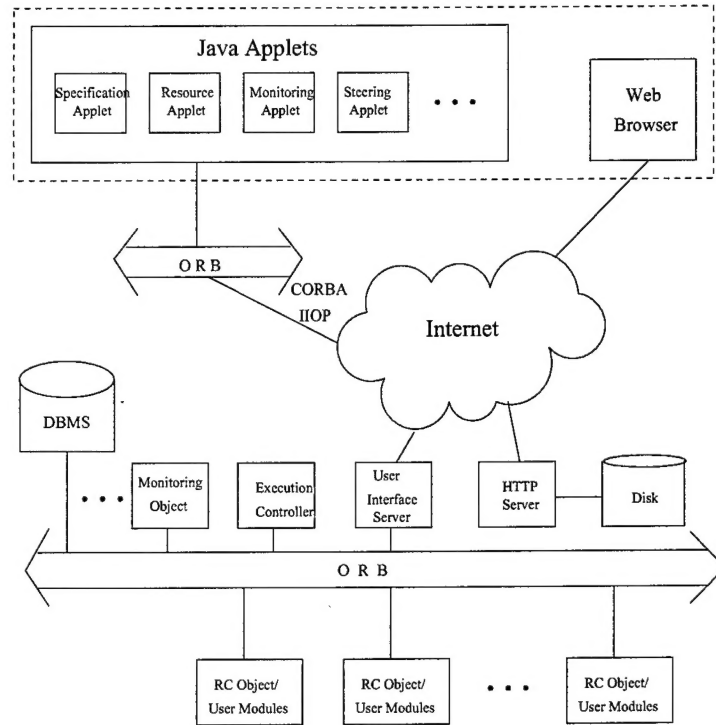 Java Applets
Specification
Applet
Resource
Applet
Monitoring
Applet
Steering
Applet
Web
Browser
O R B
CORBA
IIOP
Internet
DBMS
Monitoring
Object
Execution
Controller
User
Interface
Server
HTTP
Server
Disk
O R B
RC Object/
User Modules
RC Object/
User Modules
RC Object/
User Modules